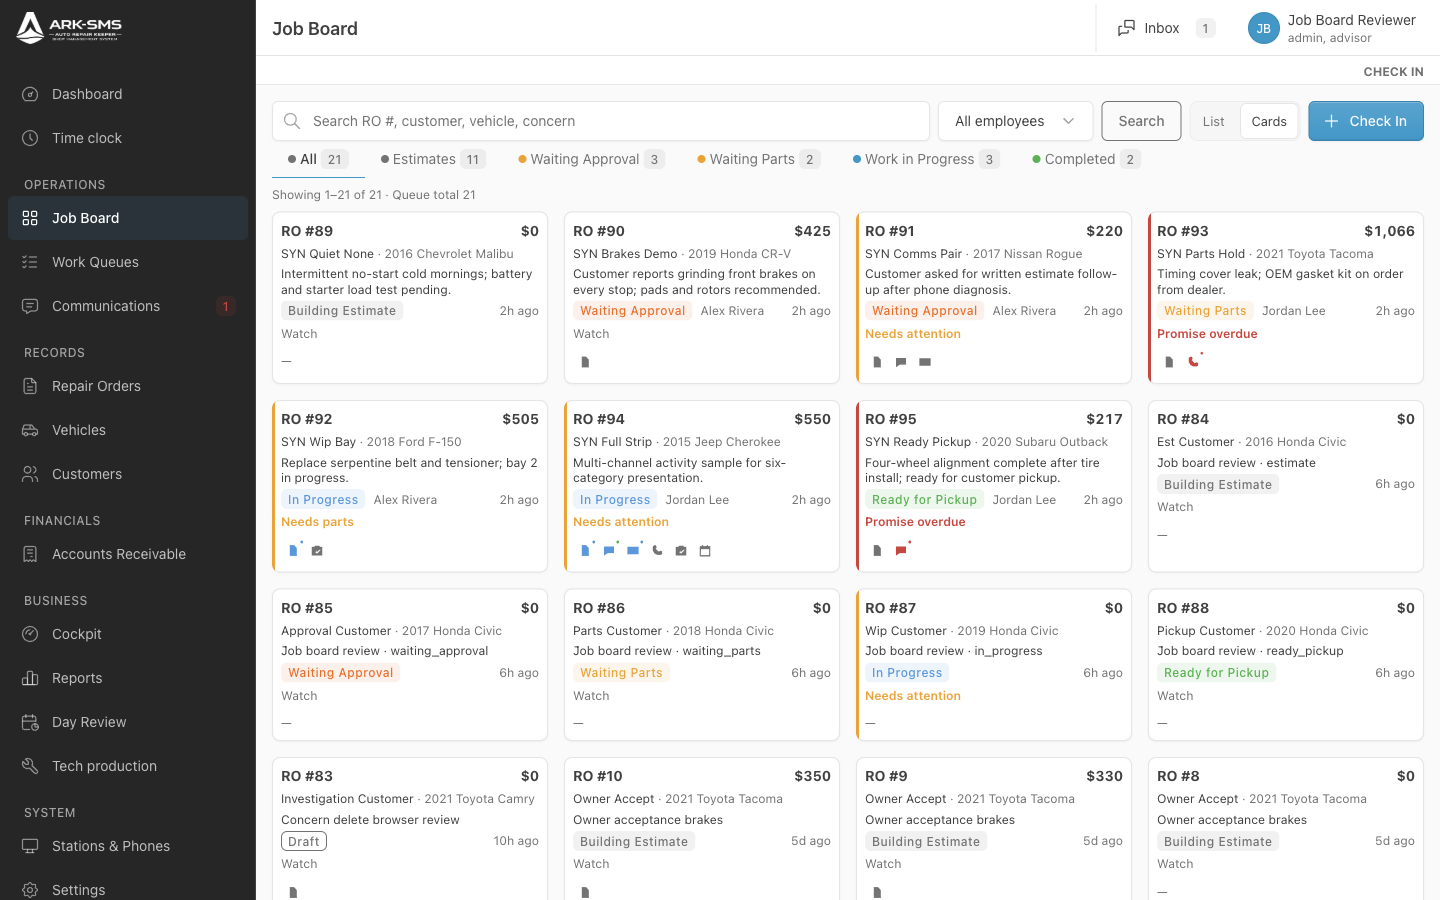 ARK-SMS
AUTO REPAIR KEEPER
SHOP MANAGEMENT SYSTEM
Dashboard
Time clock
OPERATIONS
Job Board
Work Queues
Communications 1
RECORDS
Repair Orders
Vehicles
Customers
FINANCIALS
Accounts Receivable
BUSINESS
Cockpit
Reports
Day Review
Tech production
SYSTEM
Stations & Phones
Settings
Job Board
Inbox 1
JB
Job Board Reviewer
admin, advisor
CHECK IN
Search RO #, customer, vehicle, concern
All employees
Search
List
Cards
Check In
All 21
Estimates 11
Waiting Approval 3
Waiting Parts 2
Work in Progress 3
Completed 2
Showing 1–21 of 21 · Queue total 21
RO #89 $0
SYN Quiet None · 2016 Chevrolet Malibu
Intermittent no-start cold mornings; battery
and starter load test pending.
Building Estimate 2h ago
Watch
—
RO #90 $425
SYN Brakes Demo · 2019 Honda CR-V
Customer reports grinding front brakes on
every stop; pads and rotors recommended.
Waiting Approval Alex Rivera 2h ago
Watch
RO #91 $220
SYN Comms Pair · 2017 Nissan Rogue
Customer asked for written estimate follow-
up after phone diagnosis.
Waiting Approval Alex Rivera 2h ago
Needs attention
RO #93 $1,066
SYN Parts Hold · 2021 Toyota Tacoma
Timing cover leak; OEM gasket kit on order
from dealer.
Waiting Parts Jordan Lee 2h ago
Promise overdue
RO #92 $505
SYN Wip Bay · 2018 Ford F-150
Replace serpentine belt and tensioner; bay 2
in progress.
In Progress Alex Rivera 2h ago
Needs parts
RO #94 $550
SYN Full Strip · 2015 Jeep Cherokee
Multi-channel activity sample for six-
category presentation.
In Progress Jordan Lee 2h ago
Needs attention
RO #95 $217
SYN Ready Pickup · 2020 Subaru Outback
Four-wheel alignment complete after tire
install; ready for customer pickup.
Ready for Pickup Jordan Lee 2h ago
Promise overdue
RO #84 $0
Est Customer · 2016 Honda Civic
Job board review · estimate
Building Estimate 6h ago
Watch
—
RO #85 $0
Approval Customer · 2017 Honda Civic
Job board review · waiting_approval
Waiting Approval 6h ago
Watch
—
RO #86 $0
Parts Customer · 2018 Honda Civic
Job board review · waiting_parts
Waiting Parts 6h ago
Watch
—
RO #87 $0
Wip Customer · 2019 Honda Civic
Job board review · in_progress
In Progress 6h ago
Needs attention
—
RO #88 $0
Pickup Customer · 2020 Honda Civic
Job board review · ready_pickup
Ready for Pickup 6h ago
Watch
—
RO #83 $0
Investigation Customer · 2021 Toyota Camry
Concern delete browser review
Draft 10h ago
Watch
RO #10 $350
Owner Accept · 2021 Toyota Tacoma
Owner acceptance brakes
Building Estimate 5d ago
Watch
RO #9 $330
Owner Accept · 2021 Toyota Tacoma
Owner acceptance brakes
Building Estimate 5d ago
Watch
RO #8 $0
Owner Accept · 2021 Toyota Tacoma
Owner acceptance brakes
Building Estimate 5d ago
Watch
—